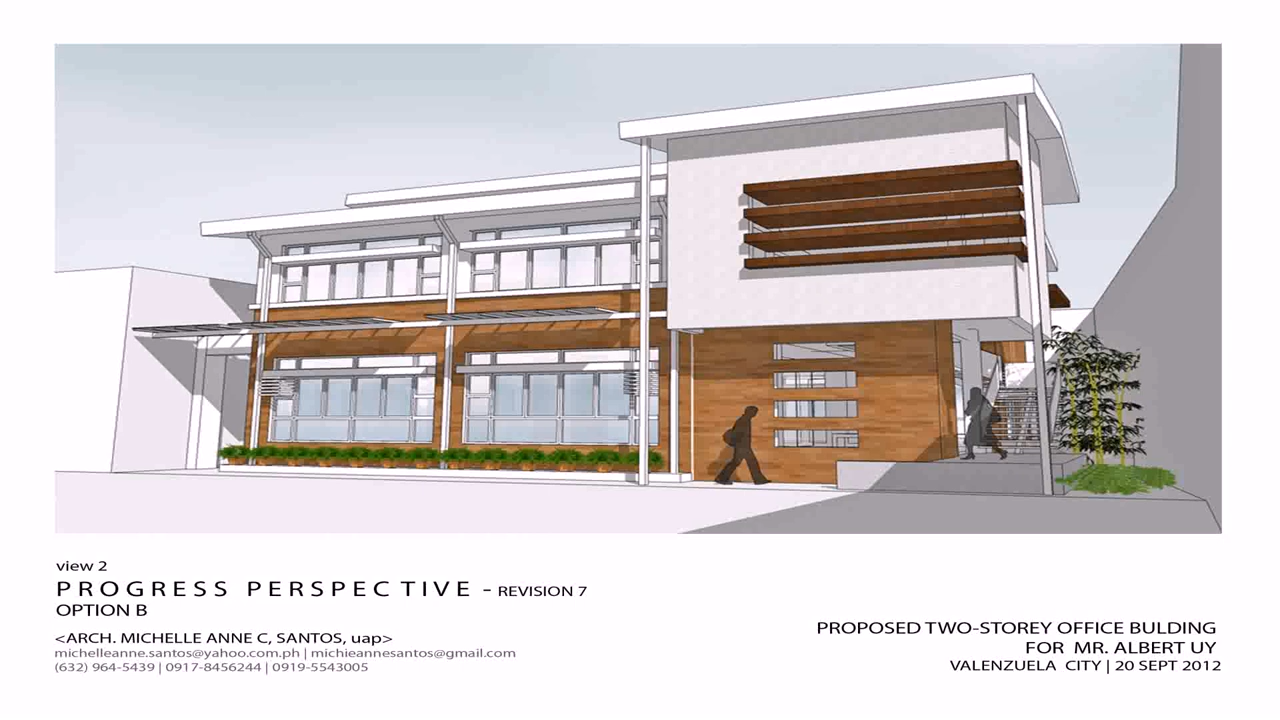 view 2
PROGRESS PERSPECTIVE - REVISION 7
OPTION B
<ARCH. MICHELLE ANNE C, SANTOS, uap>
michelleanne.santos@yahoo.com.ph | michieannesantos@gmail.com
(632) 964-5439 | 0917-8456244 | 0919-5543005
PROPOSED TWO-STOREY OFFICE BULDING
FOR MR. ALBERT UY
VALENZUELA CITY | 20 SEPT 2012